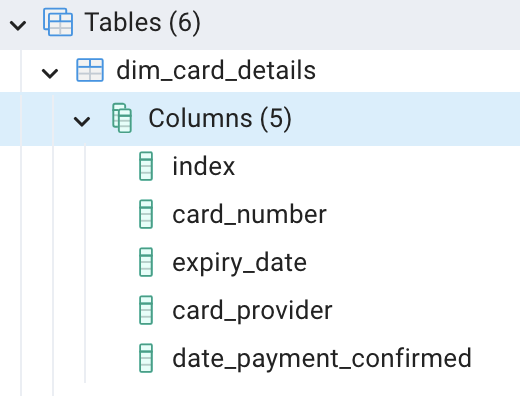 Tables (6)
dim_card_details
Columns (5)
index
card_number
expiry_date
card_provider
date_payment_confirmed